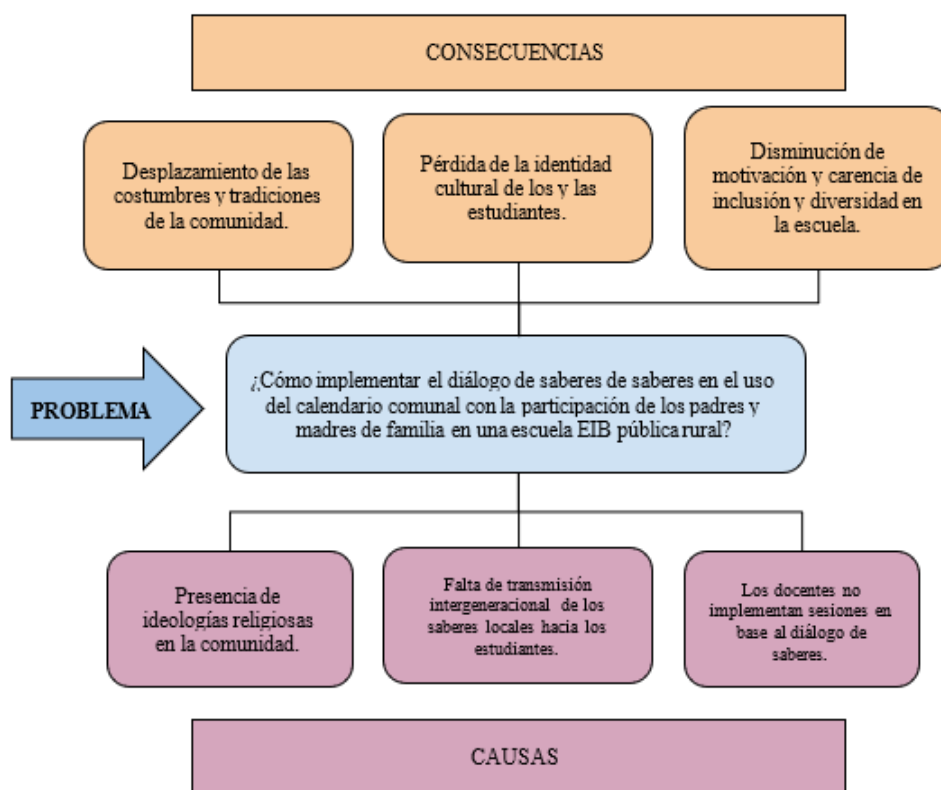 CONSECUENCIAS
Desplazamiento de las
costumbres y tradiciones
de la comunidad.
Pérdida de la identidad
cultural de los y las
estudiantes.
Disminución de
motivación y carencia de
inclusión y diversidad en
la escuela.
PROBLEMA
¿Cómo implementar el diálogo de saberes de saberes en el uso
del calendario comunal con la participación de los padres y
madres de familia en una escuela EIB pública rural?
Presencia de
ideologías religiosas
en la comunidad.
Falta de transmisión
intergeneracional de los
saberes locales hacia los
estudiantes.
Los docentes no
implementan sesiones en
base al diálogo de
saberes.
CAUSAS